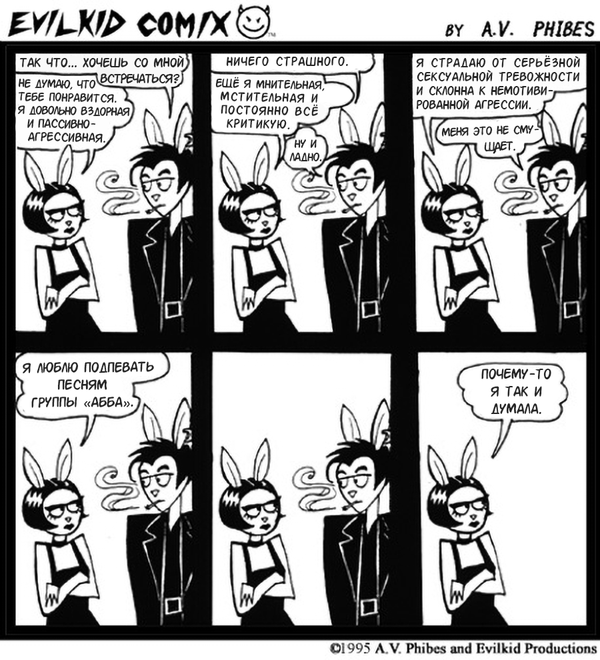 EVILKID COMIX
BY A.V. PHIBES
ТАК ЧТО... ХОЧЕШЬ СО МНОЙ
ВСТРЕЧАТЬСЯ?
НЕ ДУМАЮ, ЧТО
ТЕБЕ ПОНРАВИТСЯ.
Я ДОВОЛЬНО ВЗДОРНАЯ
И ПАССИВНО-
АГРЕССИВНАЯ.
НИЧЕГО СТРАШНОГО.
ЕЩЁ Я МНИТЕЛЬНАЯ,
МСТИТЕЛЬНАЯ И
ПОСТОЯННО ВСЁ
КРИТИКУЮ.
НУ И
ЛАДНО.
Я СТРАДАЮ ОТ СЕРЬЁЗНОЙ
СЕКСУАЛЬНОЙ ТРЕВОЖНОСТИ
И СКЛОННА К НЕМОТИВИ-
РОВАННОЙ АГРЕССИИ.
МЕНЯ ЭТО НЕ СМУ-
ЩАЕТ.
Я ЛЮБЛЮ ПОДПЕВАТЬ
ПЕСНЯМ
ГРУППЫ «АББА».
ПОЧЕМУ-ТО
Я ТАК И
ДУМАЛА.
©1995 A.V. Phibes and Evilkid Productions